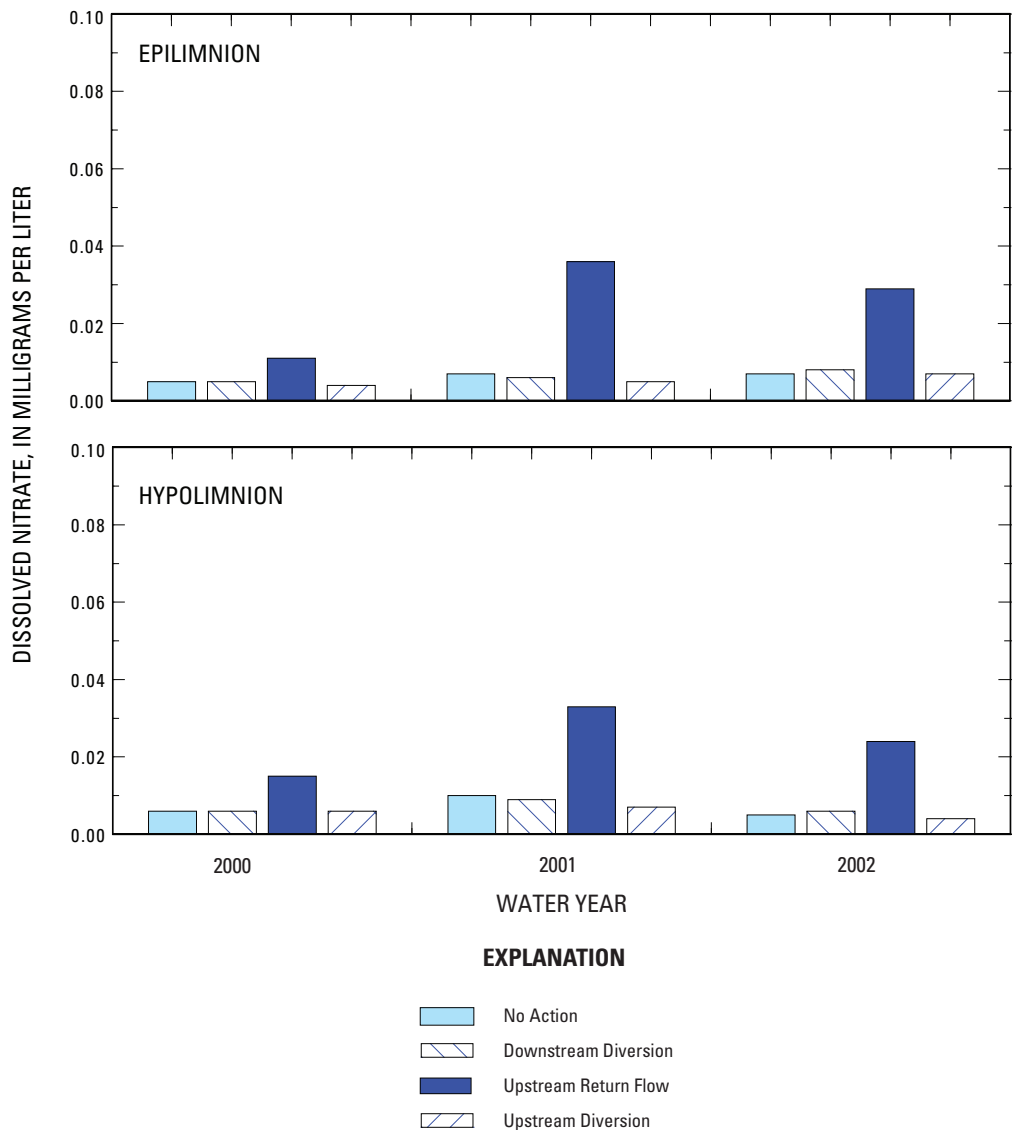 DISSOLVED NITRATE, IN MILLIGRAMS PER LITER
EPILIMNION
0.10
0.08
0.06
0.04
0.02
0.00
HYPOLIMNION
0.10
0.08
0.06
0.04
0.02
0.00
2000 2001 2002
WATER YEAR
EXPLANATION
No Action
Downstream Diversion
Upstream Return Flow
Upstream Diversion